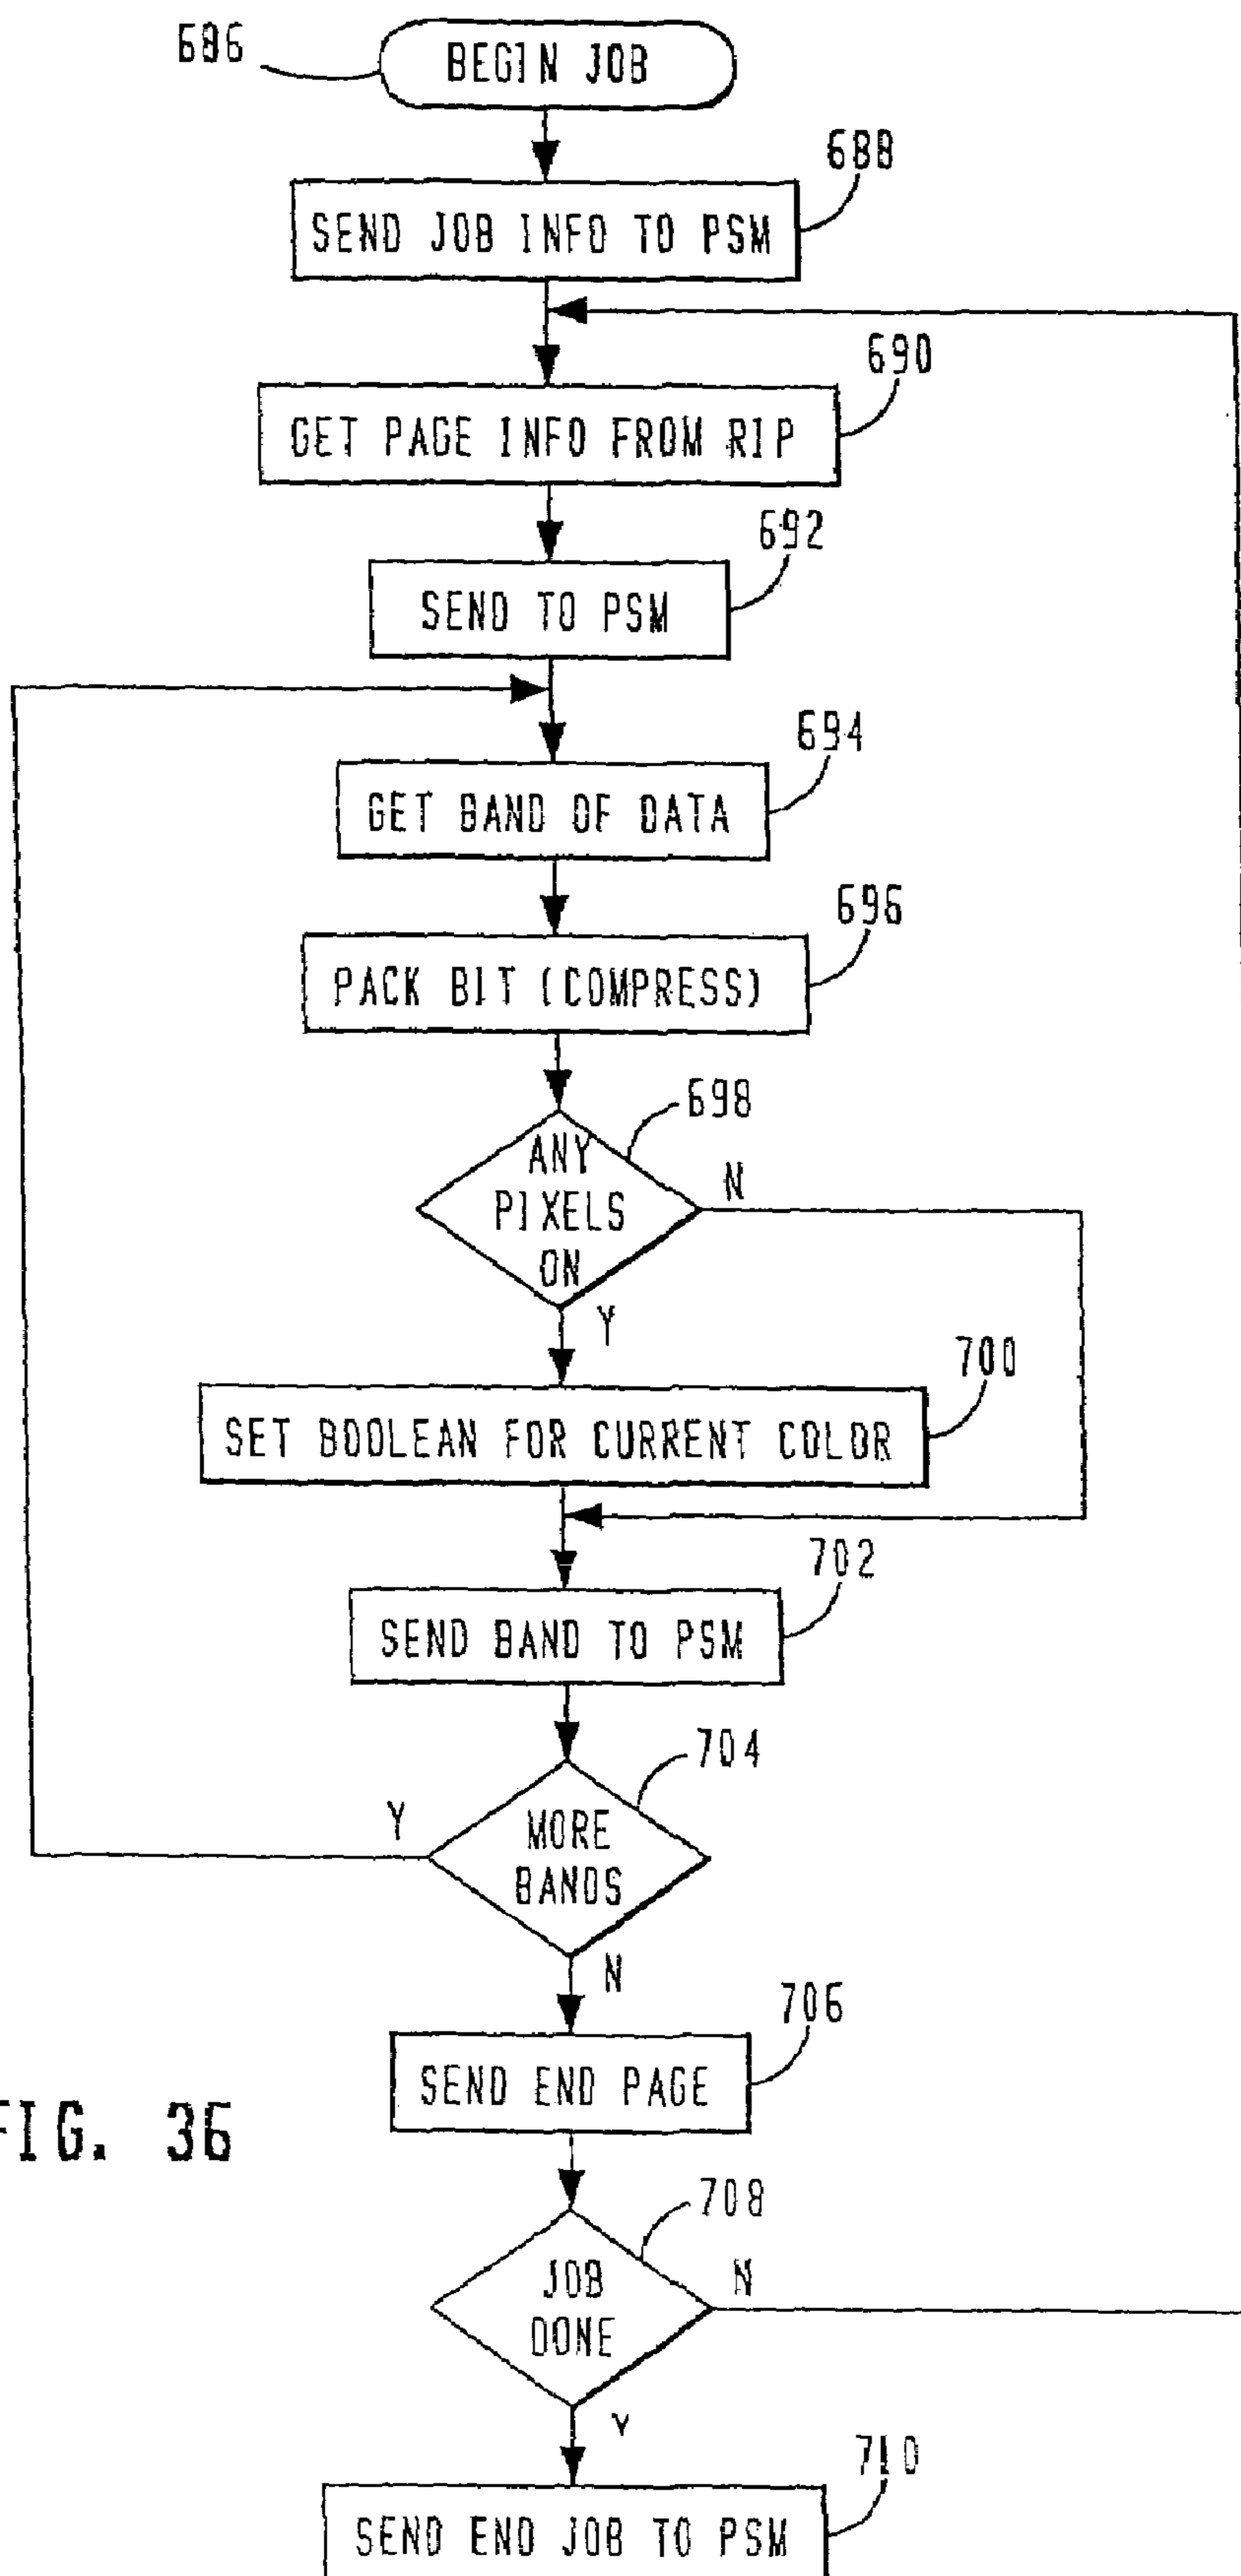 686
BEGIN JOB
688
SEND JOB INFO TO PSM
690
GET PAGE INFO FROM RIP
692
SEND TO PSM
694
GET BAND OF DATA
696
PACK BIT (COMPRESS)
698
ANY
PIXELS
ON
N
Y
700
SET BOOLEAN FOR CURRENT COLOR
702
SEND BAND TO PSM
704
Y
MORE
BANDS
N
706
SEND END PAGE
FIG. 36
708
JOB
DONE
N
Y
710
SEND END JOB TO PSM